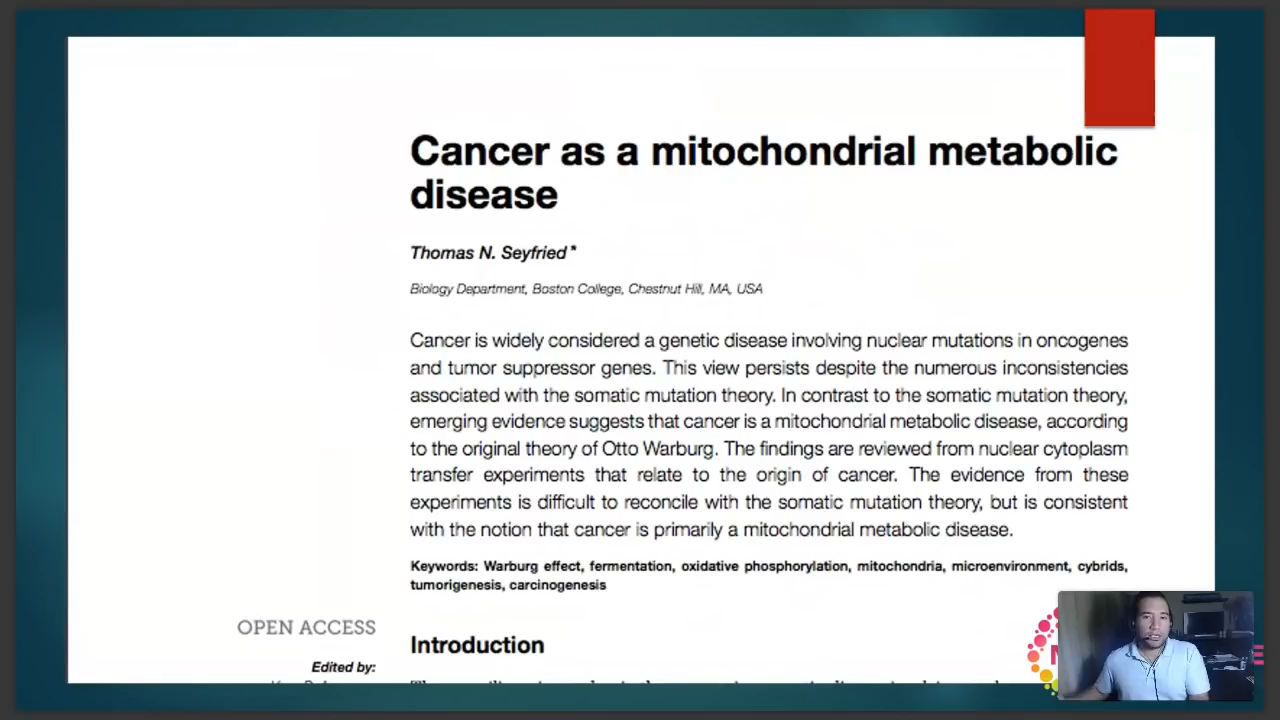 Cancer as a mitochondrial metabolic
disease
Thomas N. Seyfried *
Biology Department, Boston College, Chestnut Hill, MA, USA
Cancer is widely considered a genetic disease involving nuclear mutations in oncogenes
and tumor suppressor genes. This view persists despite the numerous inconsistencies
associated with the somatic mutation theory. In contrast to the somatic mutation theory,
emerging evidence suggests that cancer is a mitochondrial metabolic disease, according
to the original theory of Otto Warburg. The findings are reviewed from nuclear cytoplasm
transfer experiments that relate to the origin of cancer. The evidence from these
experiments is difficult to reconcile with the somatic mutation theory, but is consistent
with the notion that cancer is primarily a mitochondrial metabolic disease.
Keywords: Warburg effect, fermentation, oxidative phosphorylation, mitochondria, microenvironment, cybrids,
tumorigenesis, carcinogenesis
OPEN ACCESS
Introduction
Edited by: